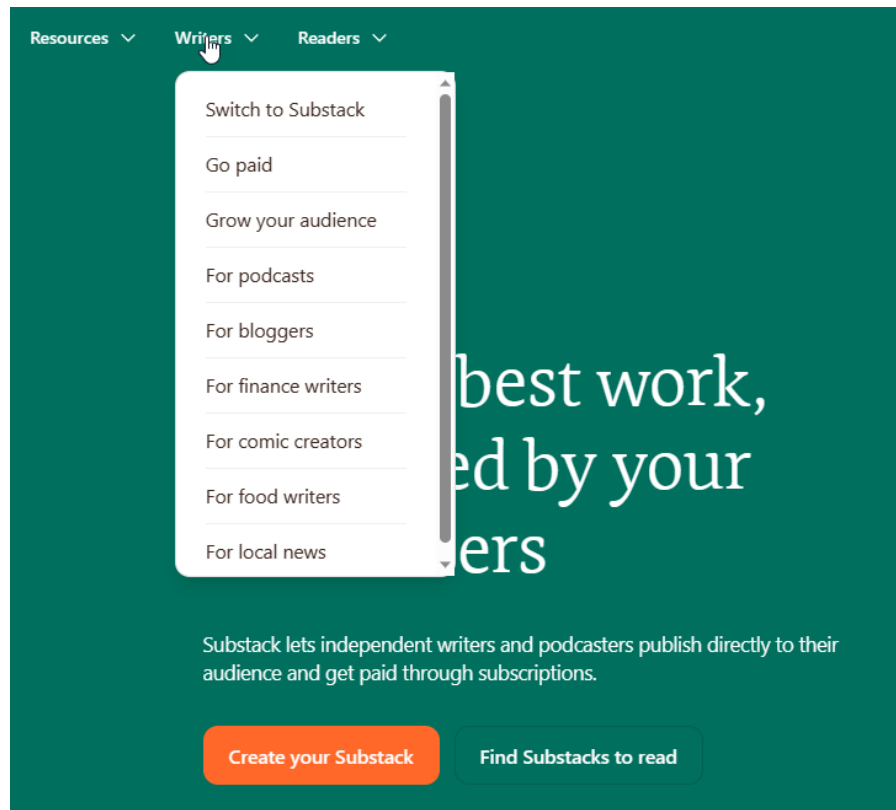 Resources
Writers
Readers
Switch to Substack
Go paid
Grow your audience
For podcasts
For bloggers
For finance writers
For comic creators
For food writers
For local news
best work,
ed by your
ers
Substack lets independent writers and podcasters publish directly to their
audience and get paid through subscriptions.
Create your Substack
Find Substacks to read